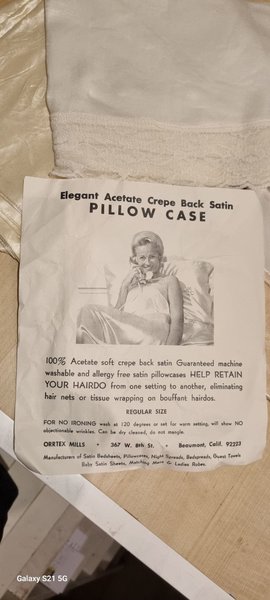 Elegant Acetate Crepe Back Satin
PILLOW CASE
100% Acetate soft crepe back satin Guaranteed machine
washable and allergy free satin pillowcases HELP RETAIN
YOUR HAIRDO from one setting to another, eliminating
hair nets or tissue wrapping on bouffant hairdos.
REGULAR SIZE
FOR NO IRONING wash at 120 degrees or set for warm setting, will show NO
objectionable wrinkles. Can be dry cleaned, do not mangle.
ORRTEX MILLS • 367 W. 8th St. • Beaumont, Calif. 92223
Manufacturers of Satin Bedsheets, Pillowcases, Night Spreads, Bedspreads, Guest Towels
Baby Satin Sheets, Matching Mens & Ladies Robes.
Galaxy S21 5G